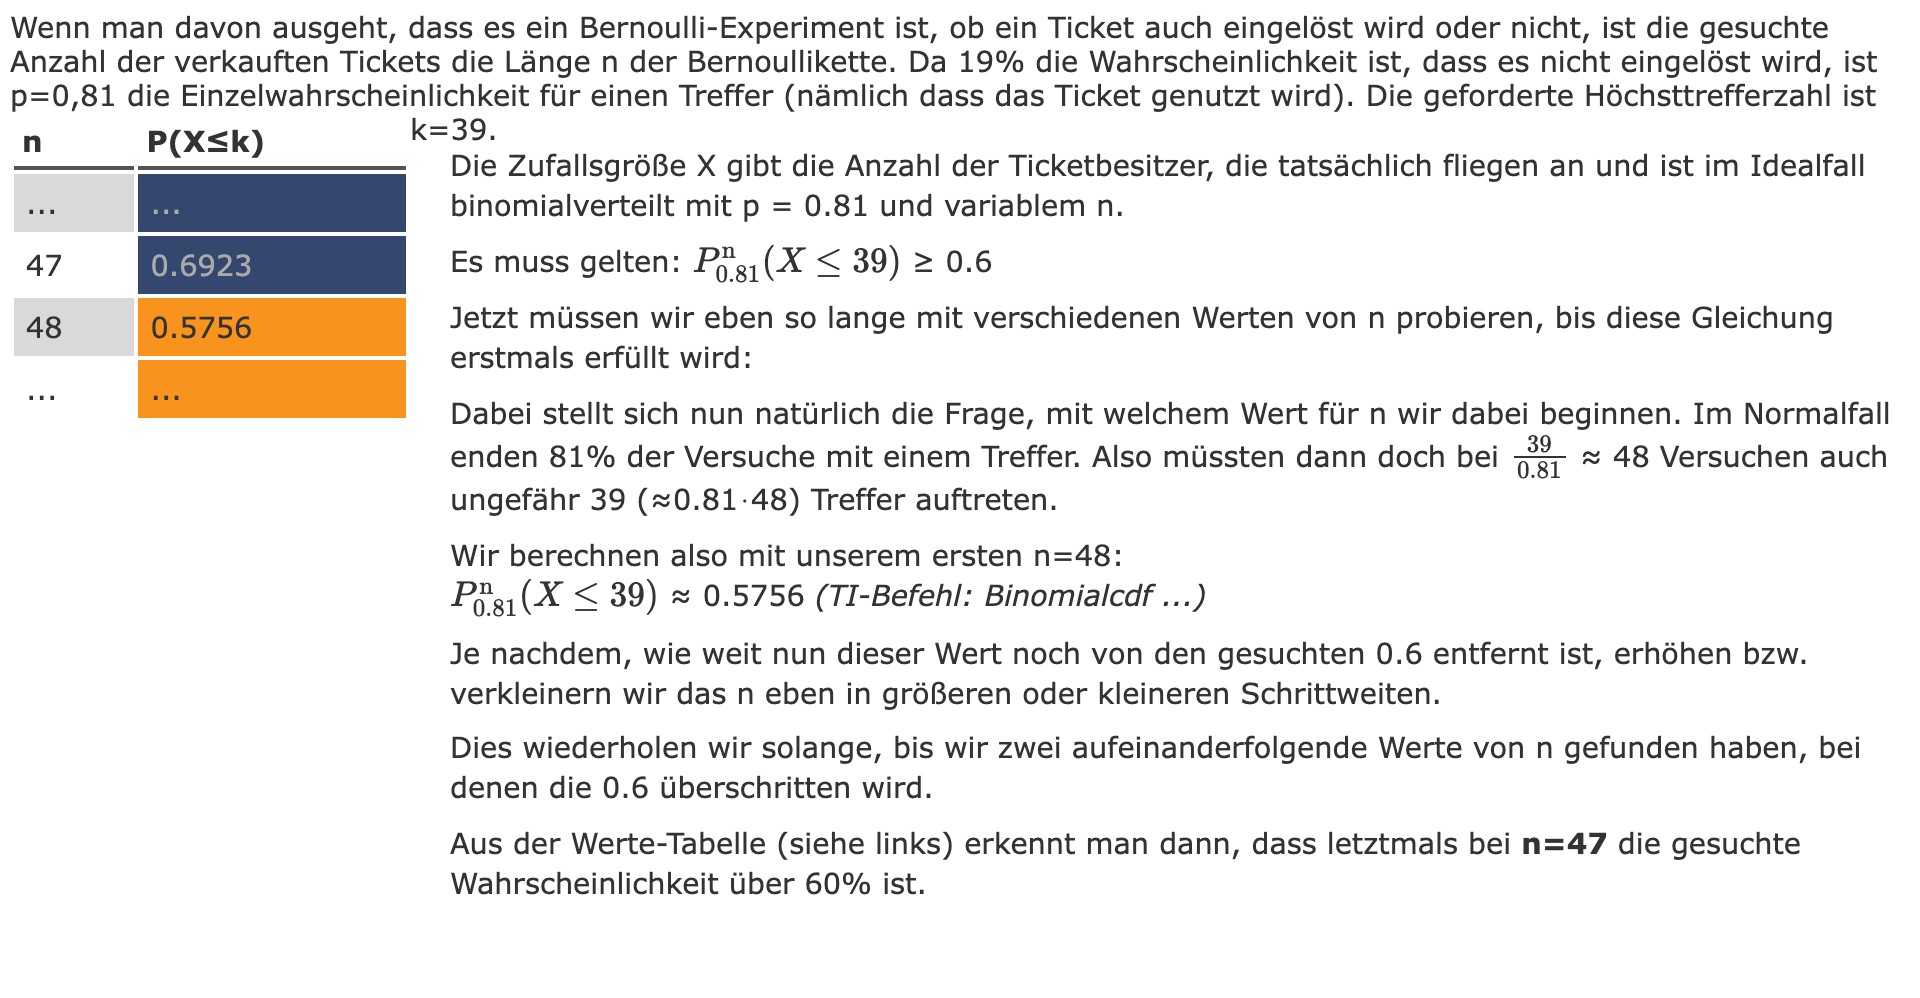 Wenn man davon ausgeht, dass es ein Bernoulli-Experiment ist, ob ein Ticket auch eingelöst wird oder nicht, ist die gesuchte
Anzahl der verkauften Tickets die Länge n der Bernoullikette. Da 19% die Wahrscheinlichkeit ist, dass es nicht eingelöst wird, ist
p=0,81 die Einzelwahrscheinlichkeit für einen Treffer (nämlich dass das Ticket genutzt wird). Die geforderte Höchsttrefferzahl ist
k=39.
n P(X≤k)
... ...
47 0.6923
48 0.5756
... ...
Die Zufallsgröße X gibt die Anzahl der Ticketbesitzer, die tatsächlich fliegen an und ist im Idealfall
binomialverteilt mit p = 0.81 und variablem n.
Es muss gelten: P^n_0.81(X ≤ 39) ≥ 0.6
Jetzt müssen wir eben so lange mit verschiedenen Werten von n probieren, bis diese Gleichung
erstmals erfüllt wird:
Dabei stellt sich nun natürlich die Frage, mit welchem Wert für n wir dabei beginnen. Im Normalfall
enden 81% der Versuche mit einem Treffer. Also müssten dann doch bei 39/0.81 ≈ 48 Versuchen auch
ungefähr 39 (≈0.81⋅48) Treffer auftreten.
Wir berechnen also mit unserem ersten n=48:
P^n_0.81(X ≤ 39) ≈ 0.5756 (TI-Befehl: Binomialcdf ...)
Je nachdem, wie weit nun dieser Wert noch von den gesuchten 0.6 entfernt ist, erhöhen bzw.
verkleinern wir das n eben in größeren oder kleineren Schrittweiten.
Dies wiederholen wir solange, bis wir zwei aufeinanderfolgende Werte von n gefunden haben, bei
denen die 0.6 überschritten wird.
Aus der Werte-Tabelle (siehe links) erkennt man dann, dass letztmals bei n=47 die gesuchte
Wahrscheinlichkeit über 60% ist.